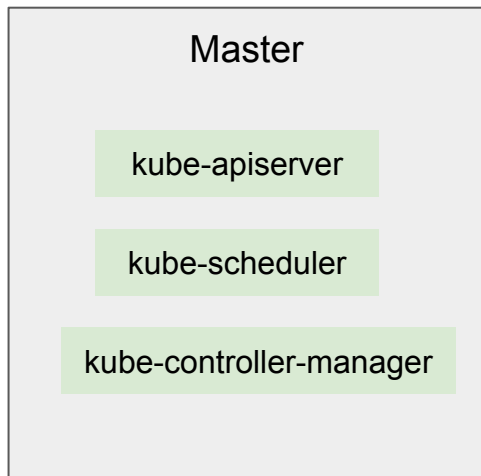 Master
kube-apiserver
kube-scheduler
kube-controller-manager